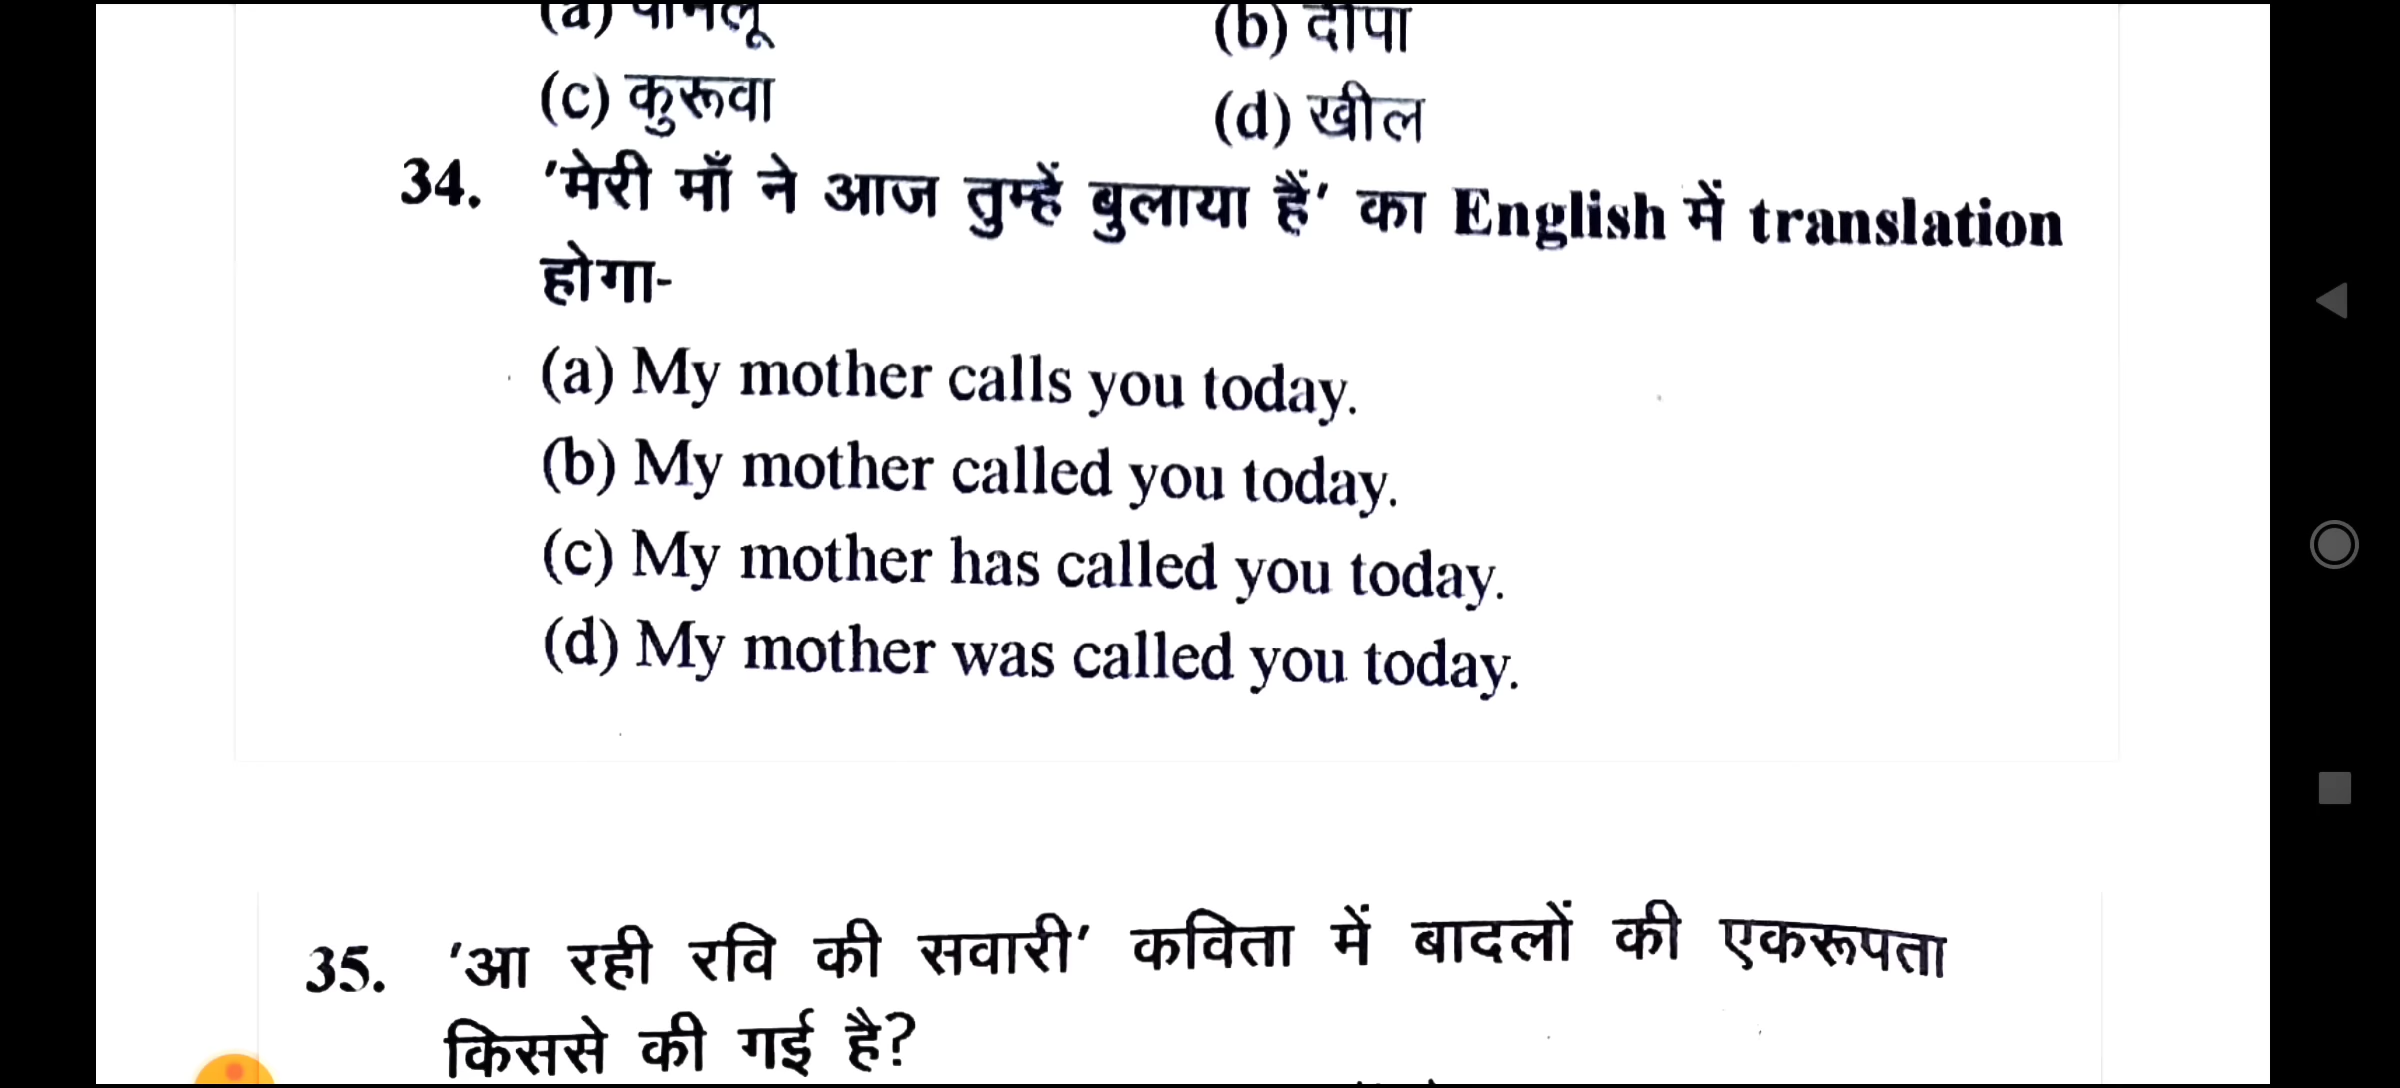 (a) पामलू (b) दीपा
(c) कुरूवा (d) खील
34. 'मेरी माँ ने आज तुम्हें बुलाया हैं' का English में translation
होगा-
(a) My mother calls you today.
(b) My mother called you today.
(c) My mother has called you today.
(d) My mother was called you today.
35. 'आ रही रवि की सवारी' कविता में बादलों की एकरूपता
किससे की गई है?